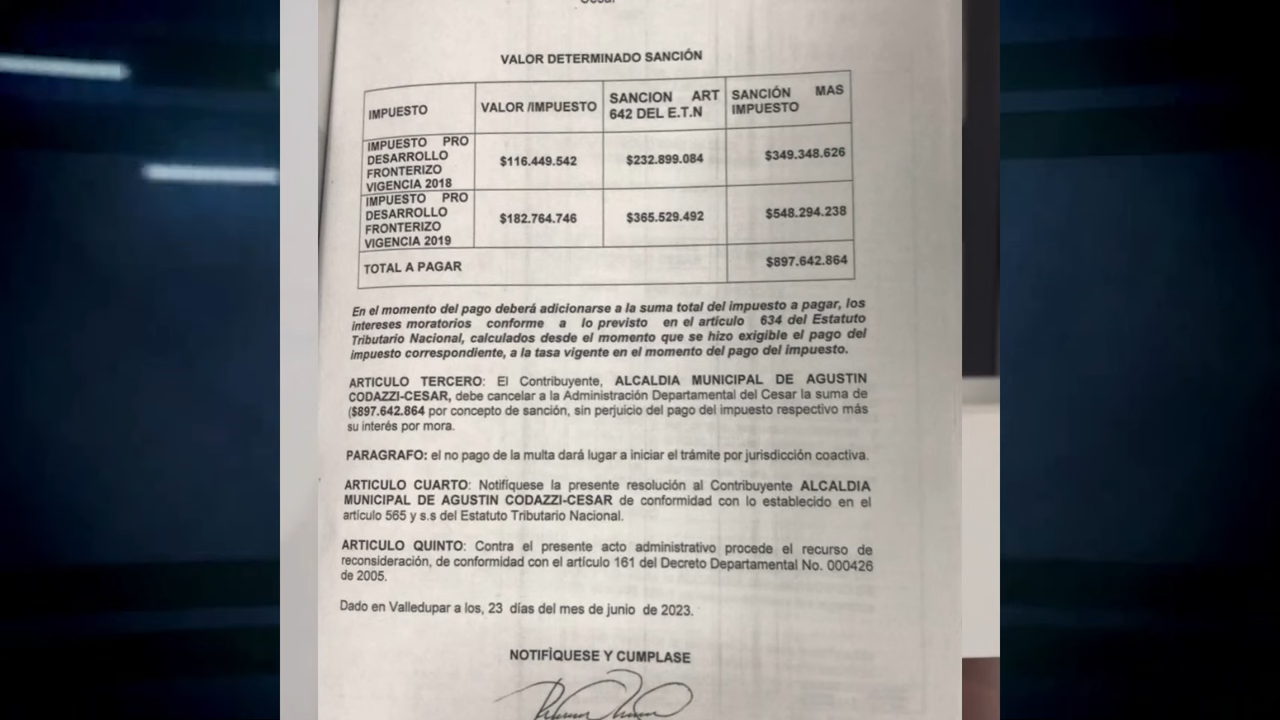 VALOR DETERMINADO SANCIÓN
IMPUESTO
VALOR /IMPUESTO
SANCION ART
642 DEL E.T.N
SANCIÓN MAS
IMPUESTO
IMPUESTO PRO
DESARROLLO
FRONTERIZO
VIGENCIA 2018
$116.449.542
$232.899.084
$349.348.626
IMPUESTO PRO
DESARROLLO
FRONTERIZO
VIGENCIA 2019
$182.764.746
$365.529.492
$548.294.238
TOTAL A PAGAR
$897.642.864
En el momento del pago deberá adicionarse a la suma total del impuesto a pagar, los
intereses moratorios conforme a lo previsto en el artículo 634 del Estatuto
Tributario Nacional, calculados desde el momento que se hizo exigible el pago del
impuesto correspondiente, a la tasa vigente en el momento del pago del impuesto.
ARTICULO TERCERO: El Contribuyente, ALCALDIA MUNICIPAL DE AGUSTIN
CODAZZI-CESAR, debe cancelar a la Administración Departamental del Cesar la suma de
($897.642.864 por concepto de sanción, sin perjuicio del pago del impuesto respectivo más
su interés por mora.
PARAGRAFO: el no pago de la multa dará lugar a iniciar el trámite por jurisdicción coactiva.
ARTICULO CUARTO: Notifíquese la presente resolución al Contribuyente ALCALDIA
MUNICIPAL DE AGUSTIN CODAZZI-CESAR de conformidad con lo establecido en el
artículo 565 y s.s del Estatuto Tributario Nacional.
ARTICULO QUINTO: Contra el presente acto administrativo procede el recurso de
reconsideración, de conformidad con el artículo 161 del Decreto Departamental No. 000426
de 2005.
Dado en Valledupar a los, 23 días del mes de junio de 2023.
NOTIFÌQUESE Y CUMPLASE